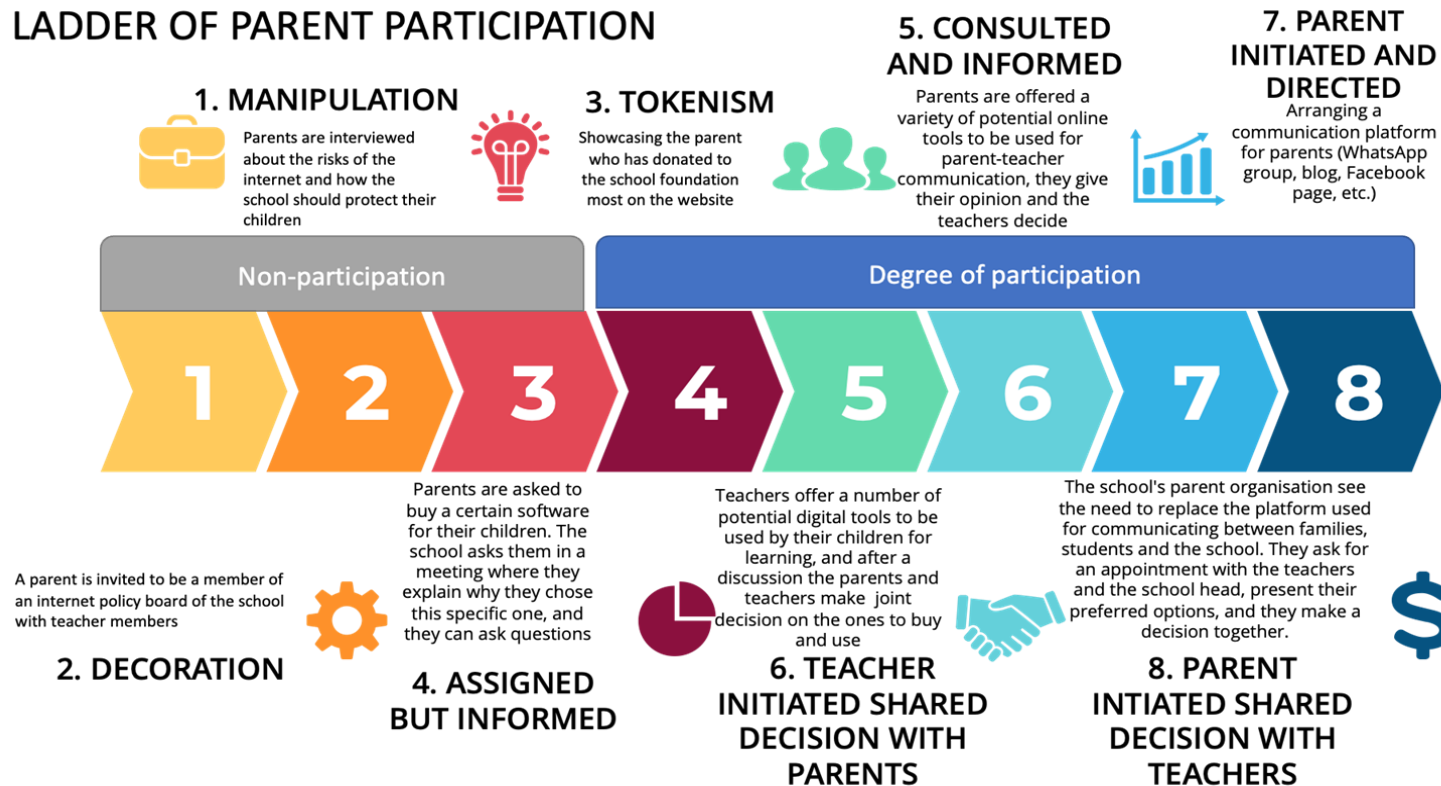 LADDER OF PARENT PARTICIPATION
1. MANIPULATION
Parents are interviewed
about the risks of the
internet and how the
school should protect their
children
3. TOKENISM
Showcasing the parent
who has donated to
the school foundation
most on the website
5. CONSULTED
AND INFORMED
Parents are offered a
variety of potential online
tools to be used for
parent-teacher
communication, they give
their opinion and the
teachers decide
7. PARENT
INITIATED AND
DIRECTED
Arranging a
communication platform
for parents (WhatsApp
group, blog, Facebook
page, etc.)
Non-participation
Degree of participation
1
2
3
4
5
6
7
8
A parent is invited to be a member of
an internet policy board of the school
with teacher members
2. DECORATION
Parents are asked to
buy a certain software
for their children. The
school asks them in a
meeting where they
explain why they chose
this specific one, and
they can ask questions
4. ASSIGNED
BUT INFORMED
Teachers offer a number of
potential digital tools to be
used by their children for
learning, and after a
discussion the parents and
teachers make joint
decision on the ones to buy
and use
6. TEACHER
INITIATED SHARED
DECISION WITH
PARENTS
The school's parent organisation see
the need to replace the platform used
for communicating between families,
students and the school. They ask for
an appointment with the teachers
and the school head, present their
preferred options, and they make a
decision together.
8. PARENT
INTIATED SHARED
DECISION WITH
TEACHERS
$